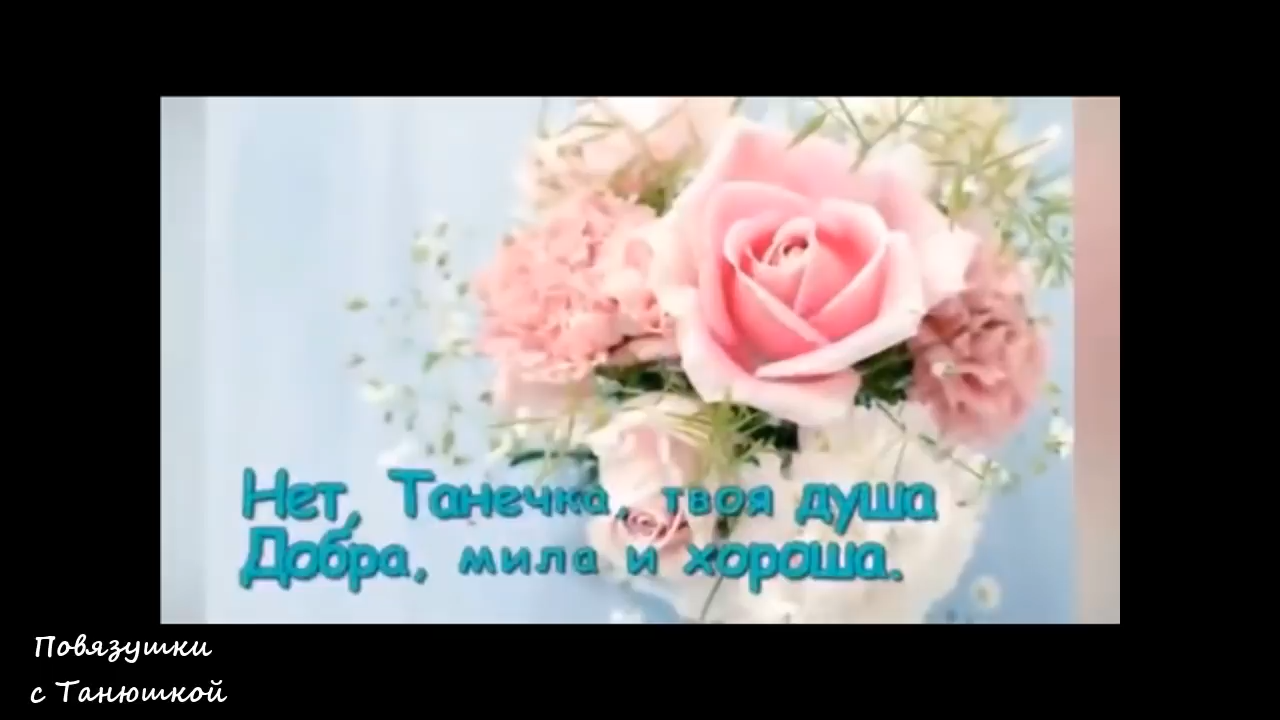 Нет, Танечка, твоя душа
Добра, мила и хороша.
Повязушки
с Танюшкой